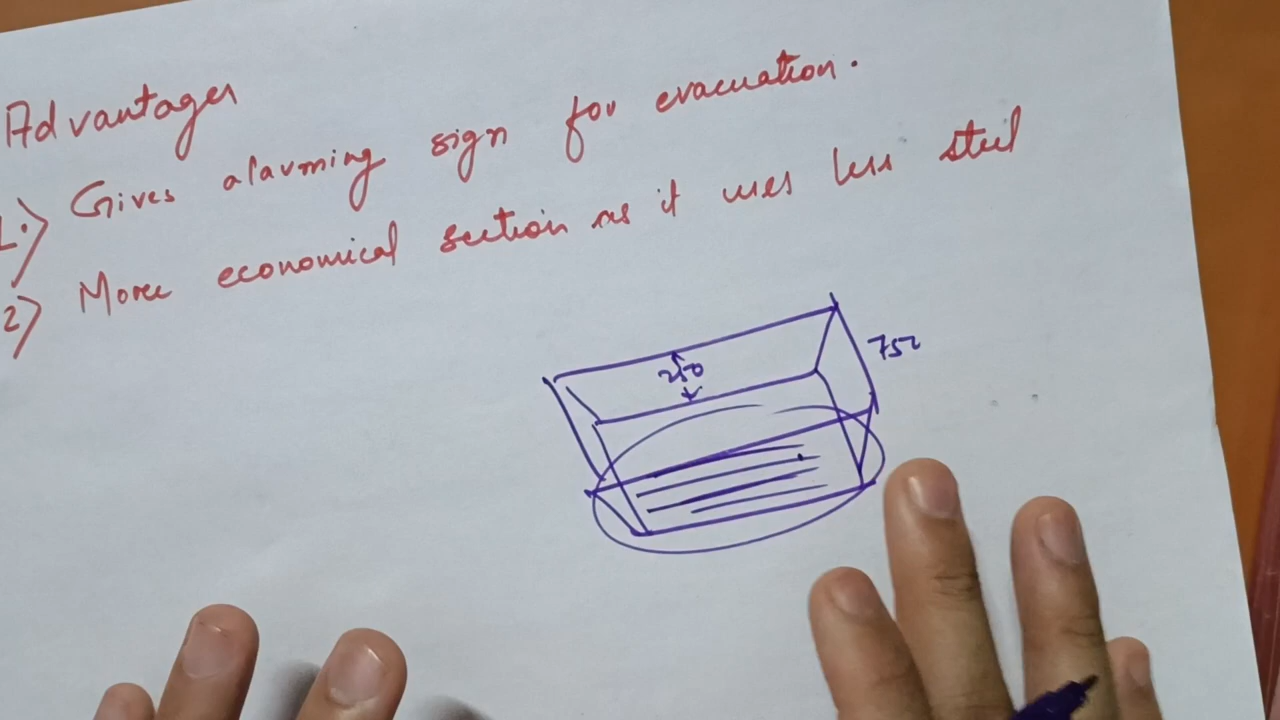 Advantages
1.) Gives alarming sign for evacuation.
2) More economical section as it uses less steel
250
750